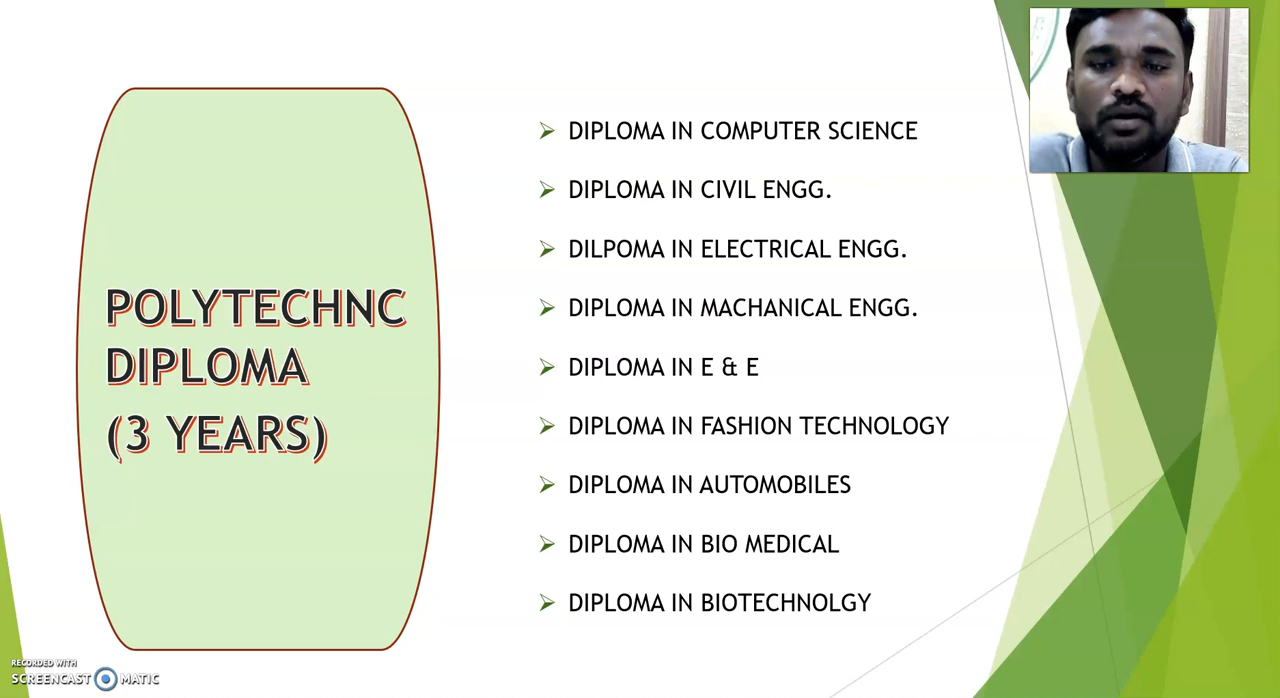 POLYTECHNC
DIPLOMA
(3 YEARS)
DIPLOMA IN COMPUTER SCIENCE
DIPLOMA IN CIVIL ENGG.
DILPOMA IN ELECTRICAL ENGG.
DIPLOMA IN MACHANICAL ENGG.
DIPLOMA IN E & E
DIPLOMA IN FASHION TECHNOLOGY
DIPLOMA IN AUTOMOBILES
DIPLOMA IN BIO MEDICAL
DIPLOMA IN BIOTECHNOLGY
RECORDED WITH
SCREENCAST MATIC